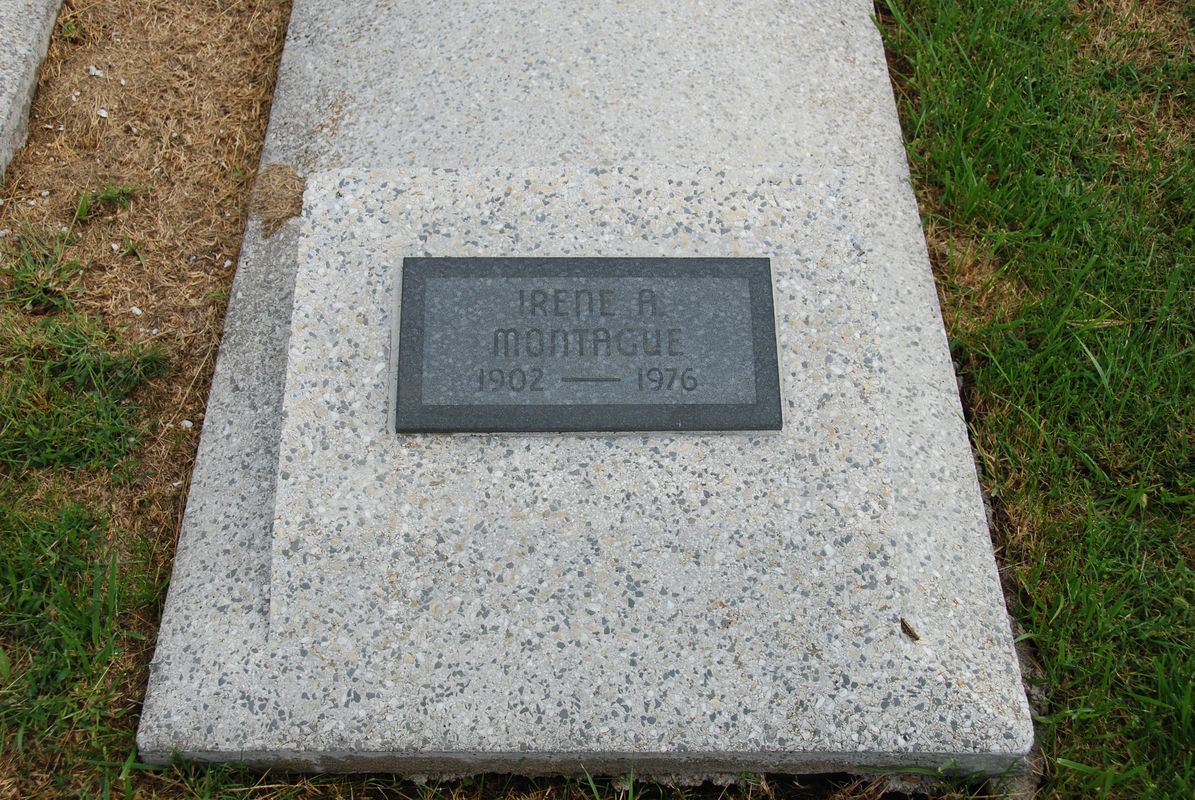 IRENE A.
MONTAGUE
1902 — 1976